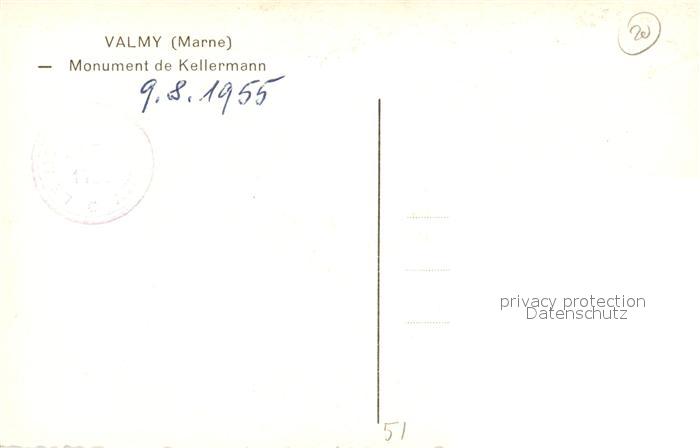 VALMY (Marne)
— Monument de Kellermann
9.8.1955
20
privacy protection
Datenschutz
51